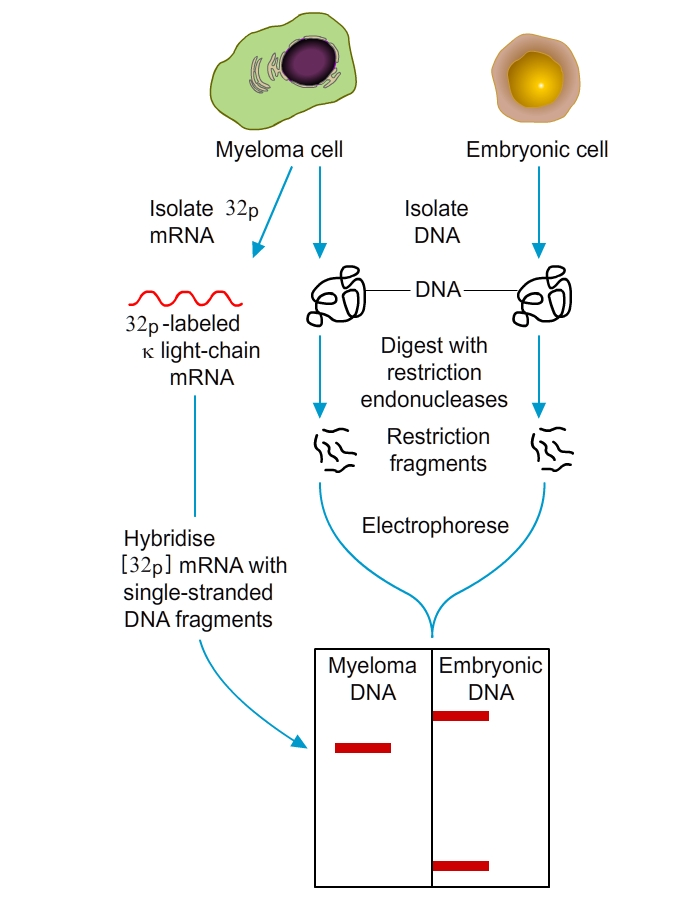 Myeloma cell
Embryonic cell
Isolate 32p
mRNA
Isolate
DNA
DNA
32p-labeled
κ light-chain
mRNA
Digest with
restriction
endonucleases
Restriction
fragments
Electrophorese
Hybridise
[32p] mRNA with
single-stranded
DNA fragments
Myeloma
DNA
Embryonic
DNA